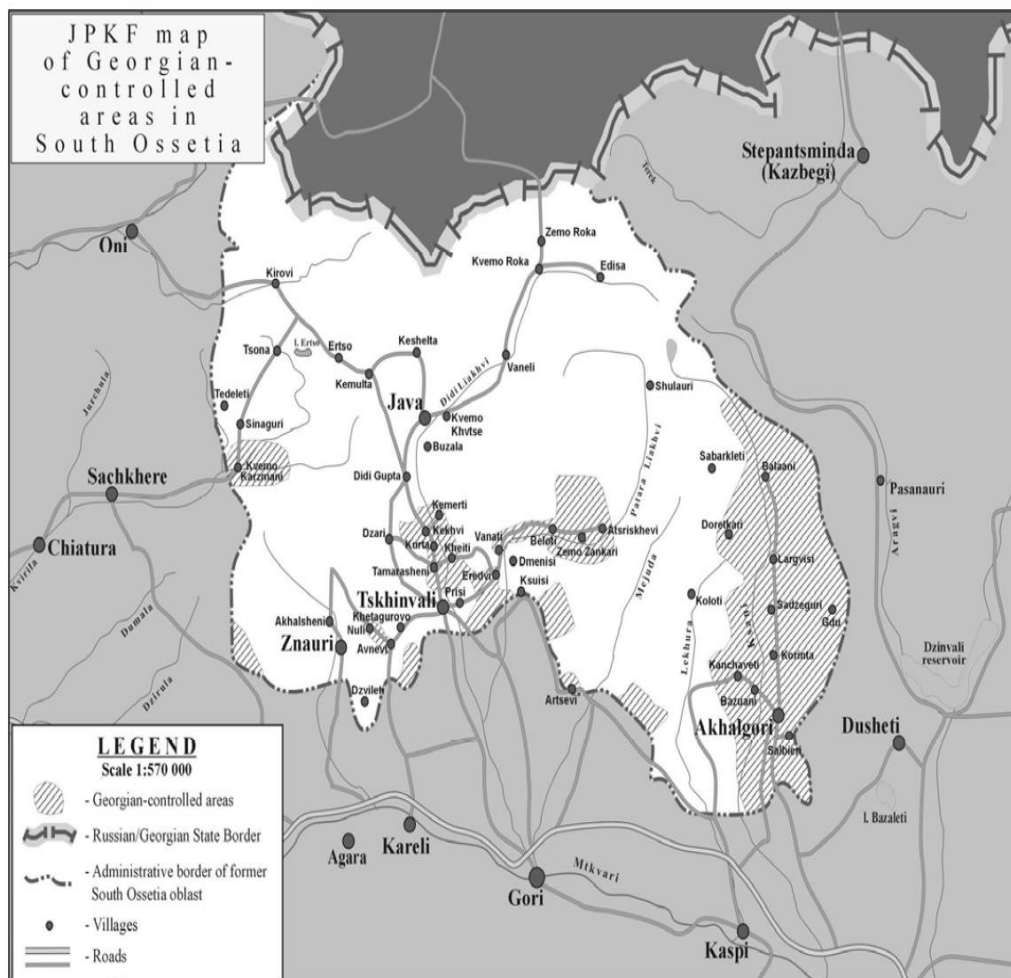 JPKF map
of Georgian-
controlled
areas in
South Ossetia
Stepantsminda
(Kazbegi)
Terek
Oni
Zemo Roka
Kvemo Roka
Edisa
Kirovi
Tsona
l. Ertso
Ertso
Keshelta
Kemulta
Vaneli
Didi Liakhvi
Tedeleti
Java
Kvemo
Khvtse
Shulauri
Jurchula
Sinaguri
Buzala
Patara Liakhvi
Kvemo
Karzmani
Didi Gupta
Sabarkleti
Balaani
Sachkhere
Pasanauri
Aragvi
Kemerti
Chiatura
Kvirila
Dzari
Kekhvi
Kurta
Kheiti
Vanati
Beloti
Atsriskhevi
Zemo Zankari
Doretkari
Tamarasheni
Eredvi
Dmenisi
Largvisi
Mejuda
Dumala
Prisi
Ksuisi
Tskhinvali
Koloti
Ksani
Sadzeguri
Gdu
Akhalsheni
Khetagurovo
Nuli
Avnevi
Znauri
Lekhura
Korinta
Dzinvali
reservoir
Dzirula
Dzvileti
Artsevi
Kanchaveti
Bazuani
Akhalgori
Salbieri
Dusheti
LEGEND
Scale 1:570 000
- Georgian-controlled areas
- Russian/Georgian State Border
- Administrative border of former
South Ossetia oblast
- Villages
- Roads
l. Bazaleti
Agara
Kareli
Mtkvari
Gori
Kaspi